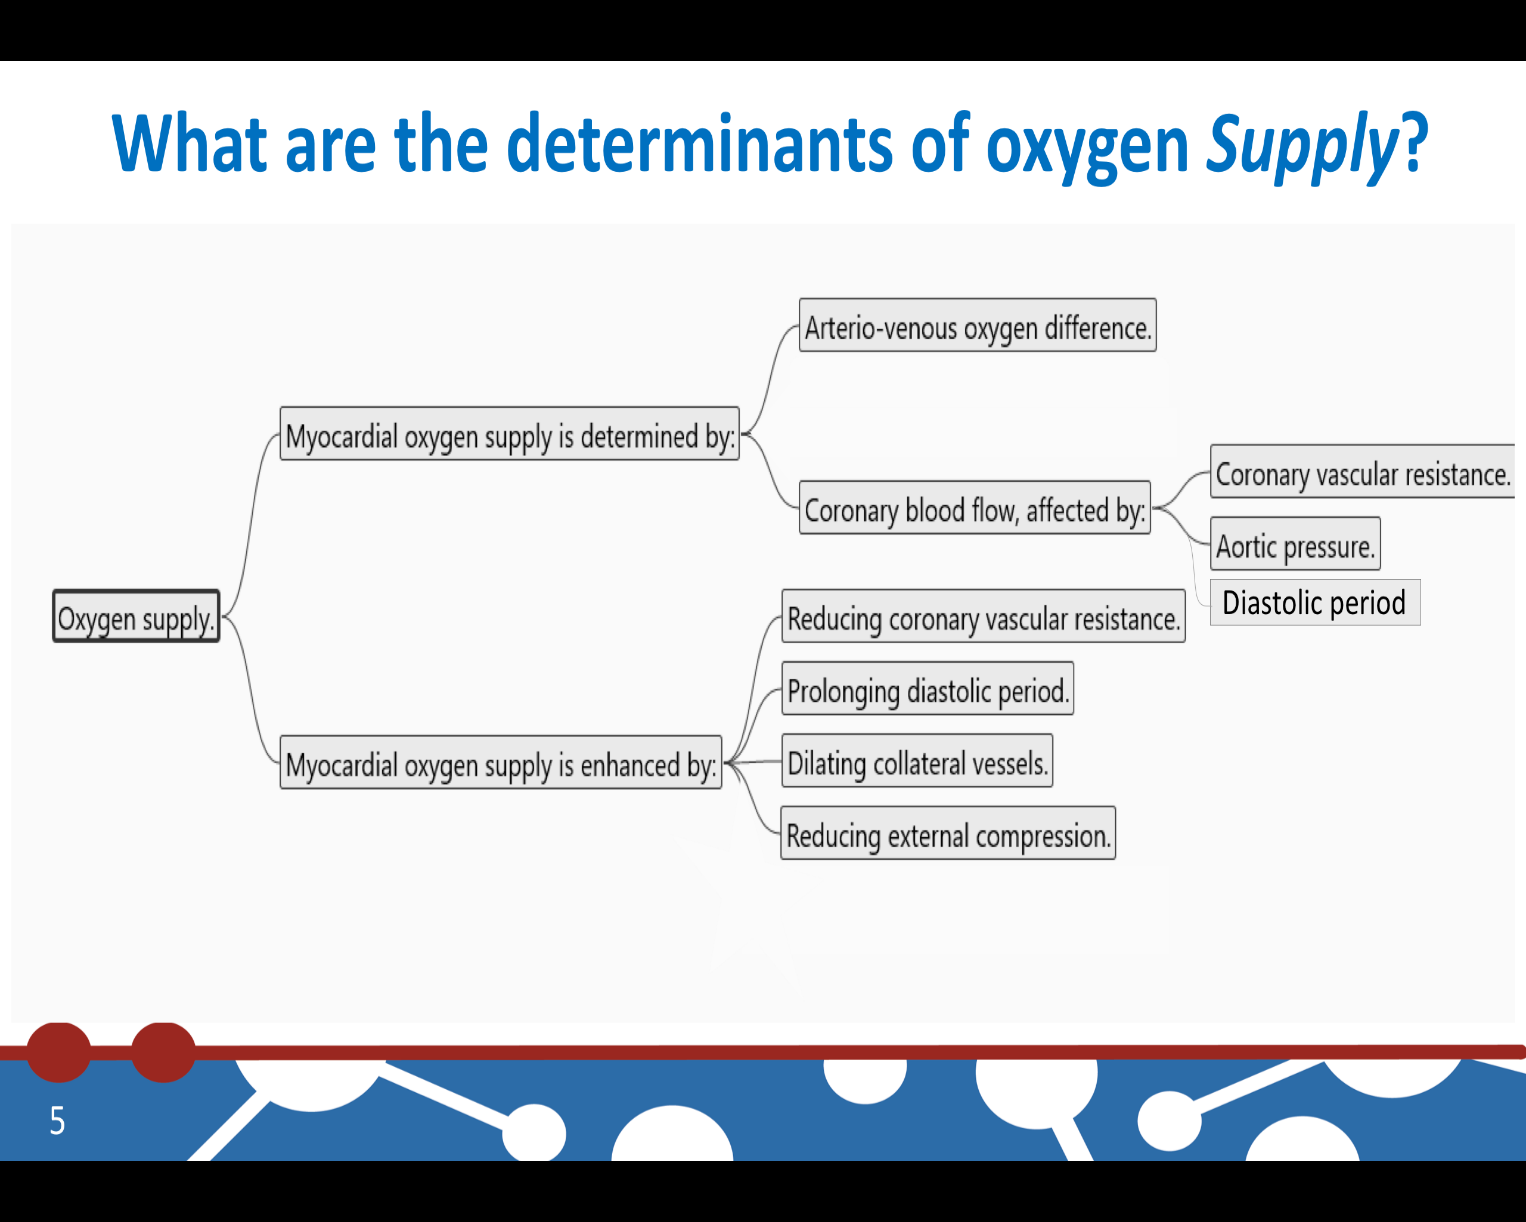 What are the determinants of oxygen Supply?
Arterio-venous oxygen difference.
Myocardial oxygen supply is determined by:
Coronary vascular resistance.
Coronary blood flow, affected by:
Aortic pressure.
Diastolic period
Oxygen supply.
Reducing coronary vascular resistance.
Prolonging diastolic period.
Myocardial oxygen supply is enhanced by:
Dilating collateral vessels.
Reducing external compression.
5